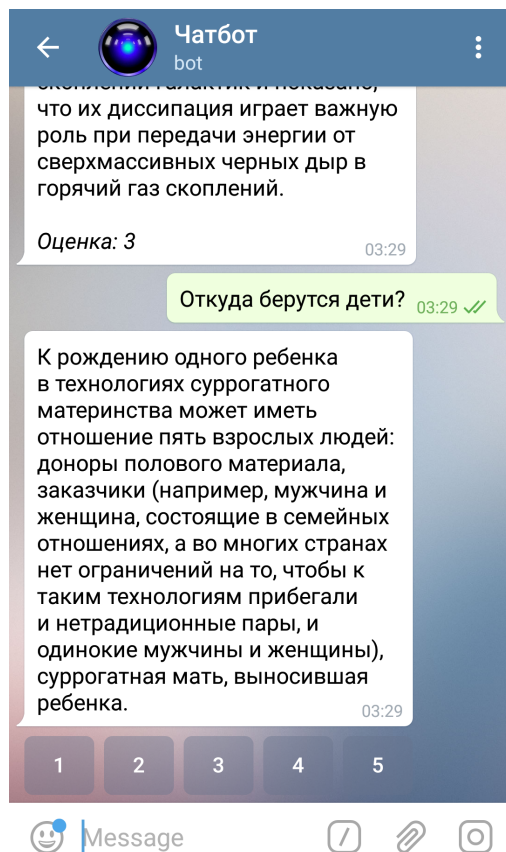 Чатбот
bot
что их диссипация играет важную
роль при передачи энергии от
сверхмассивных черных дыр в
горячий газ скоплений.
Оценка: 3
03:29
Откуда берутся дети?
03:29
К рождению одного ребенка
в технологиях суррогатного
материнства может иметь
отношение пять взрослых людей:
доноры полового материала,
заказчики (например, мужчина и
женщина, состоящие в семейных
отношениях, а во многих странах
нет ограничений на то, чтобы к
таким технологиям прибегали
и нетрадиционные пары, и
одинокие мужчины и женщины),
суррогатная мать, выносившая
ребенка.
03:29
1 2 3 4 5
Message